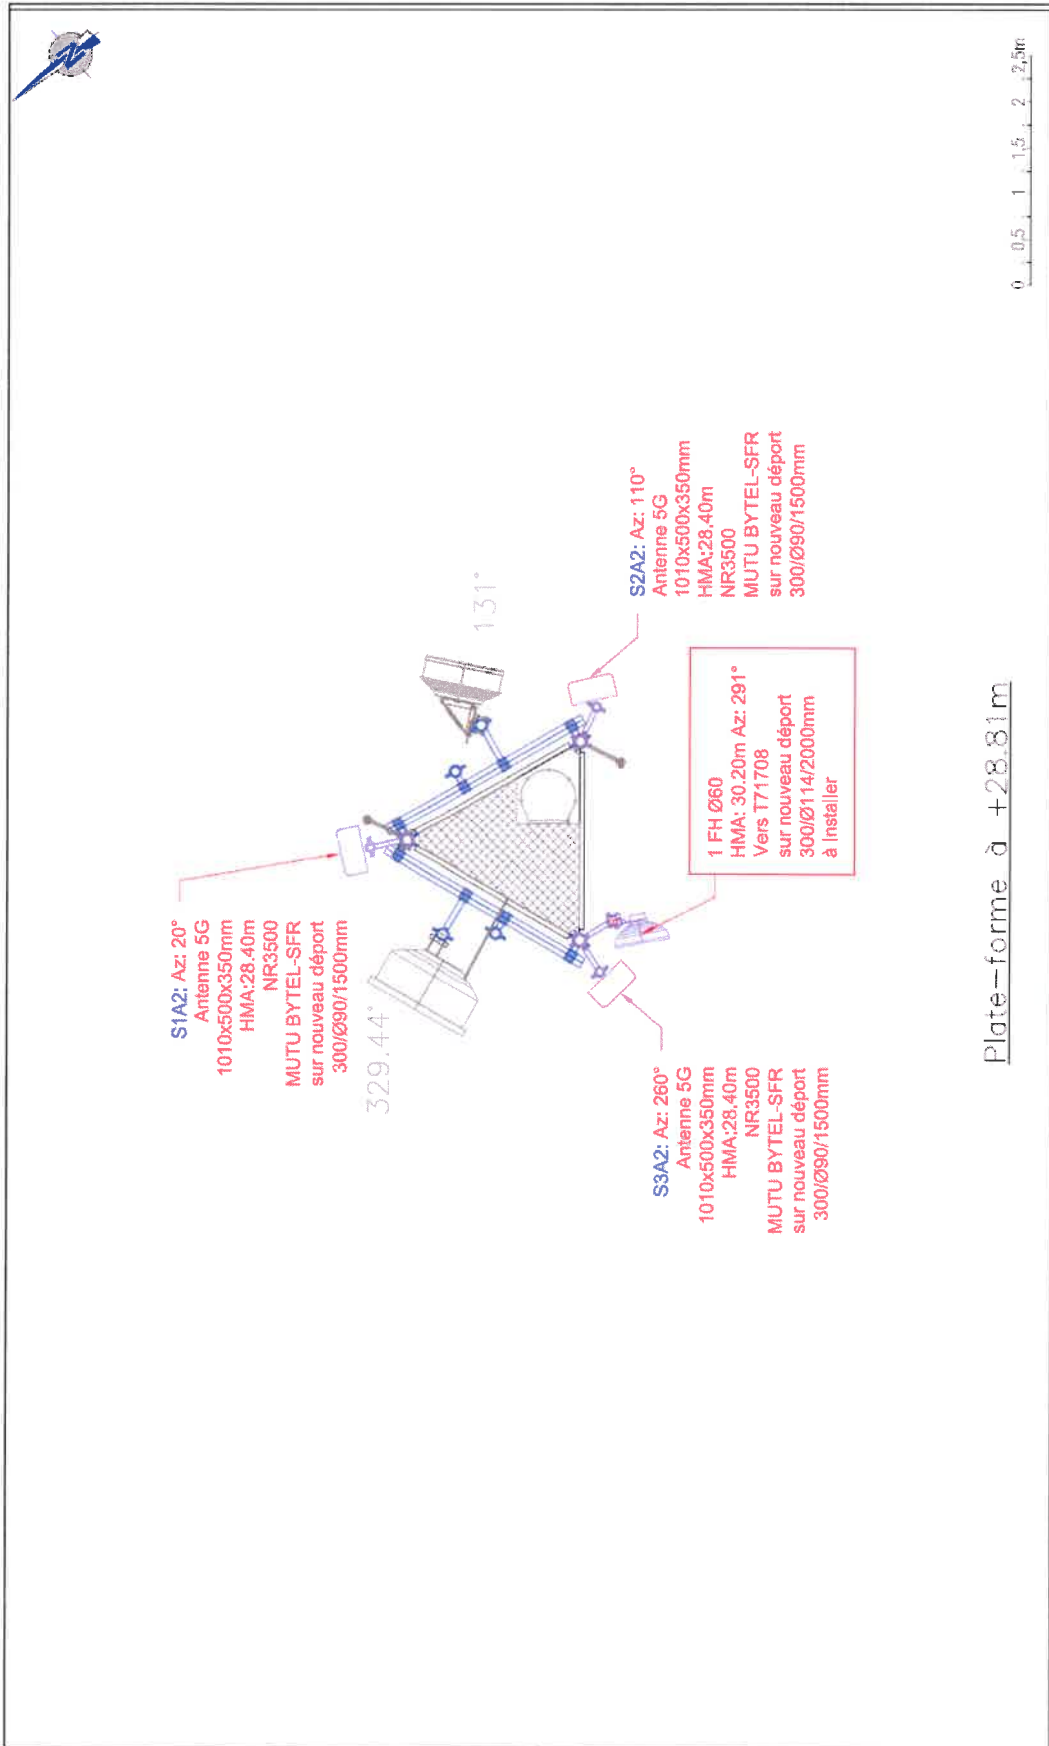 N
S1A2: Az: 20°
Antenne 5G
1010x500x350mm
HMA:28.40m
NR3500
MUTU BYTEL-SFR
sur nouveau déport
300/Ø90/1500mm
329.44°
131°
S2A2: Az: 110°
Antenne 5G
1010x500x350mm
HMA:28.40m
NR3500
MUTU BYTEL-SFR
sur nouveau déport
300/Ø90/1500mm
S3A2: Az: 260°
Antenne 5G
1010x500x350mm
HMA:28.40m
NR3500
MUTU BYTEL-SFR
sur nouveau déport
300/Ø90/1500mm
1 FH Ø60
HMA: 30.20m Az: 291°
Vers T71708
sur nouveau déport
300/Ø114/2000mm
à Installer
Plate-forme à +28.81m
0 0,5 1 1,5 2 2,5m